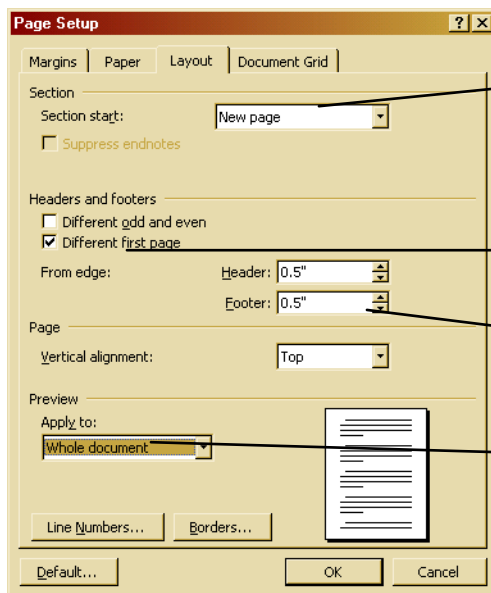 Page Setup
Margins Paper Layout Document Grid
Section
Section start: New page
Suppress endnotes
Headers and footers
Different odd and even
Different first page
From edge: Header: 0.5"
Footer: 0.5"
Page
Vertical alignment: Top
Preview
Apply to:
Whole document
Line Numbers... Borders...
Default... OK Cancel